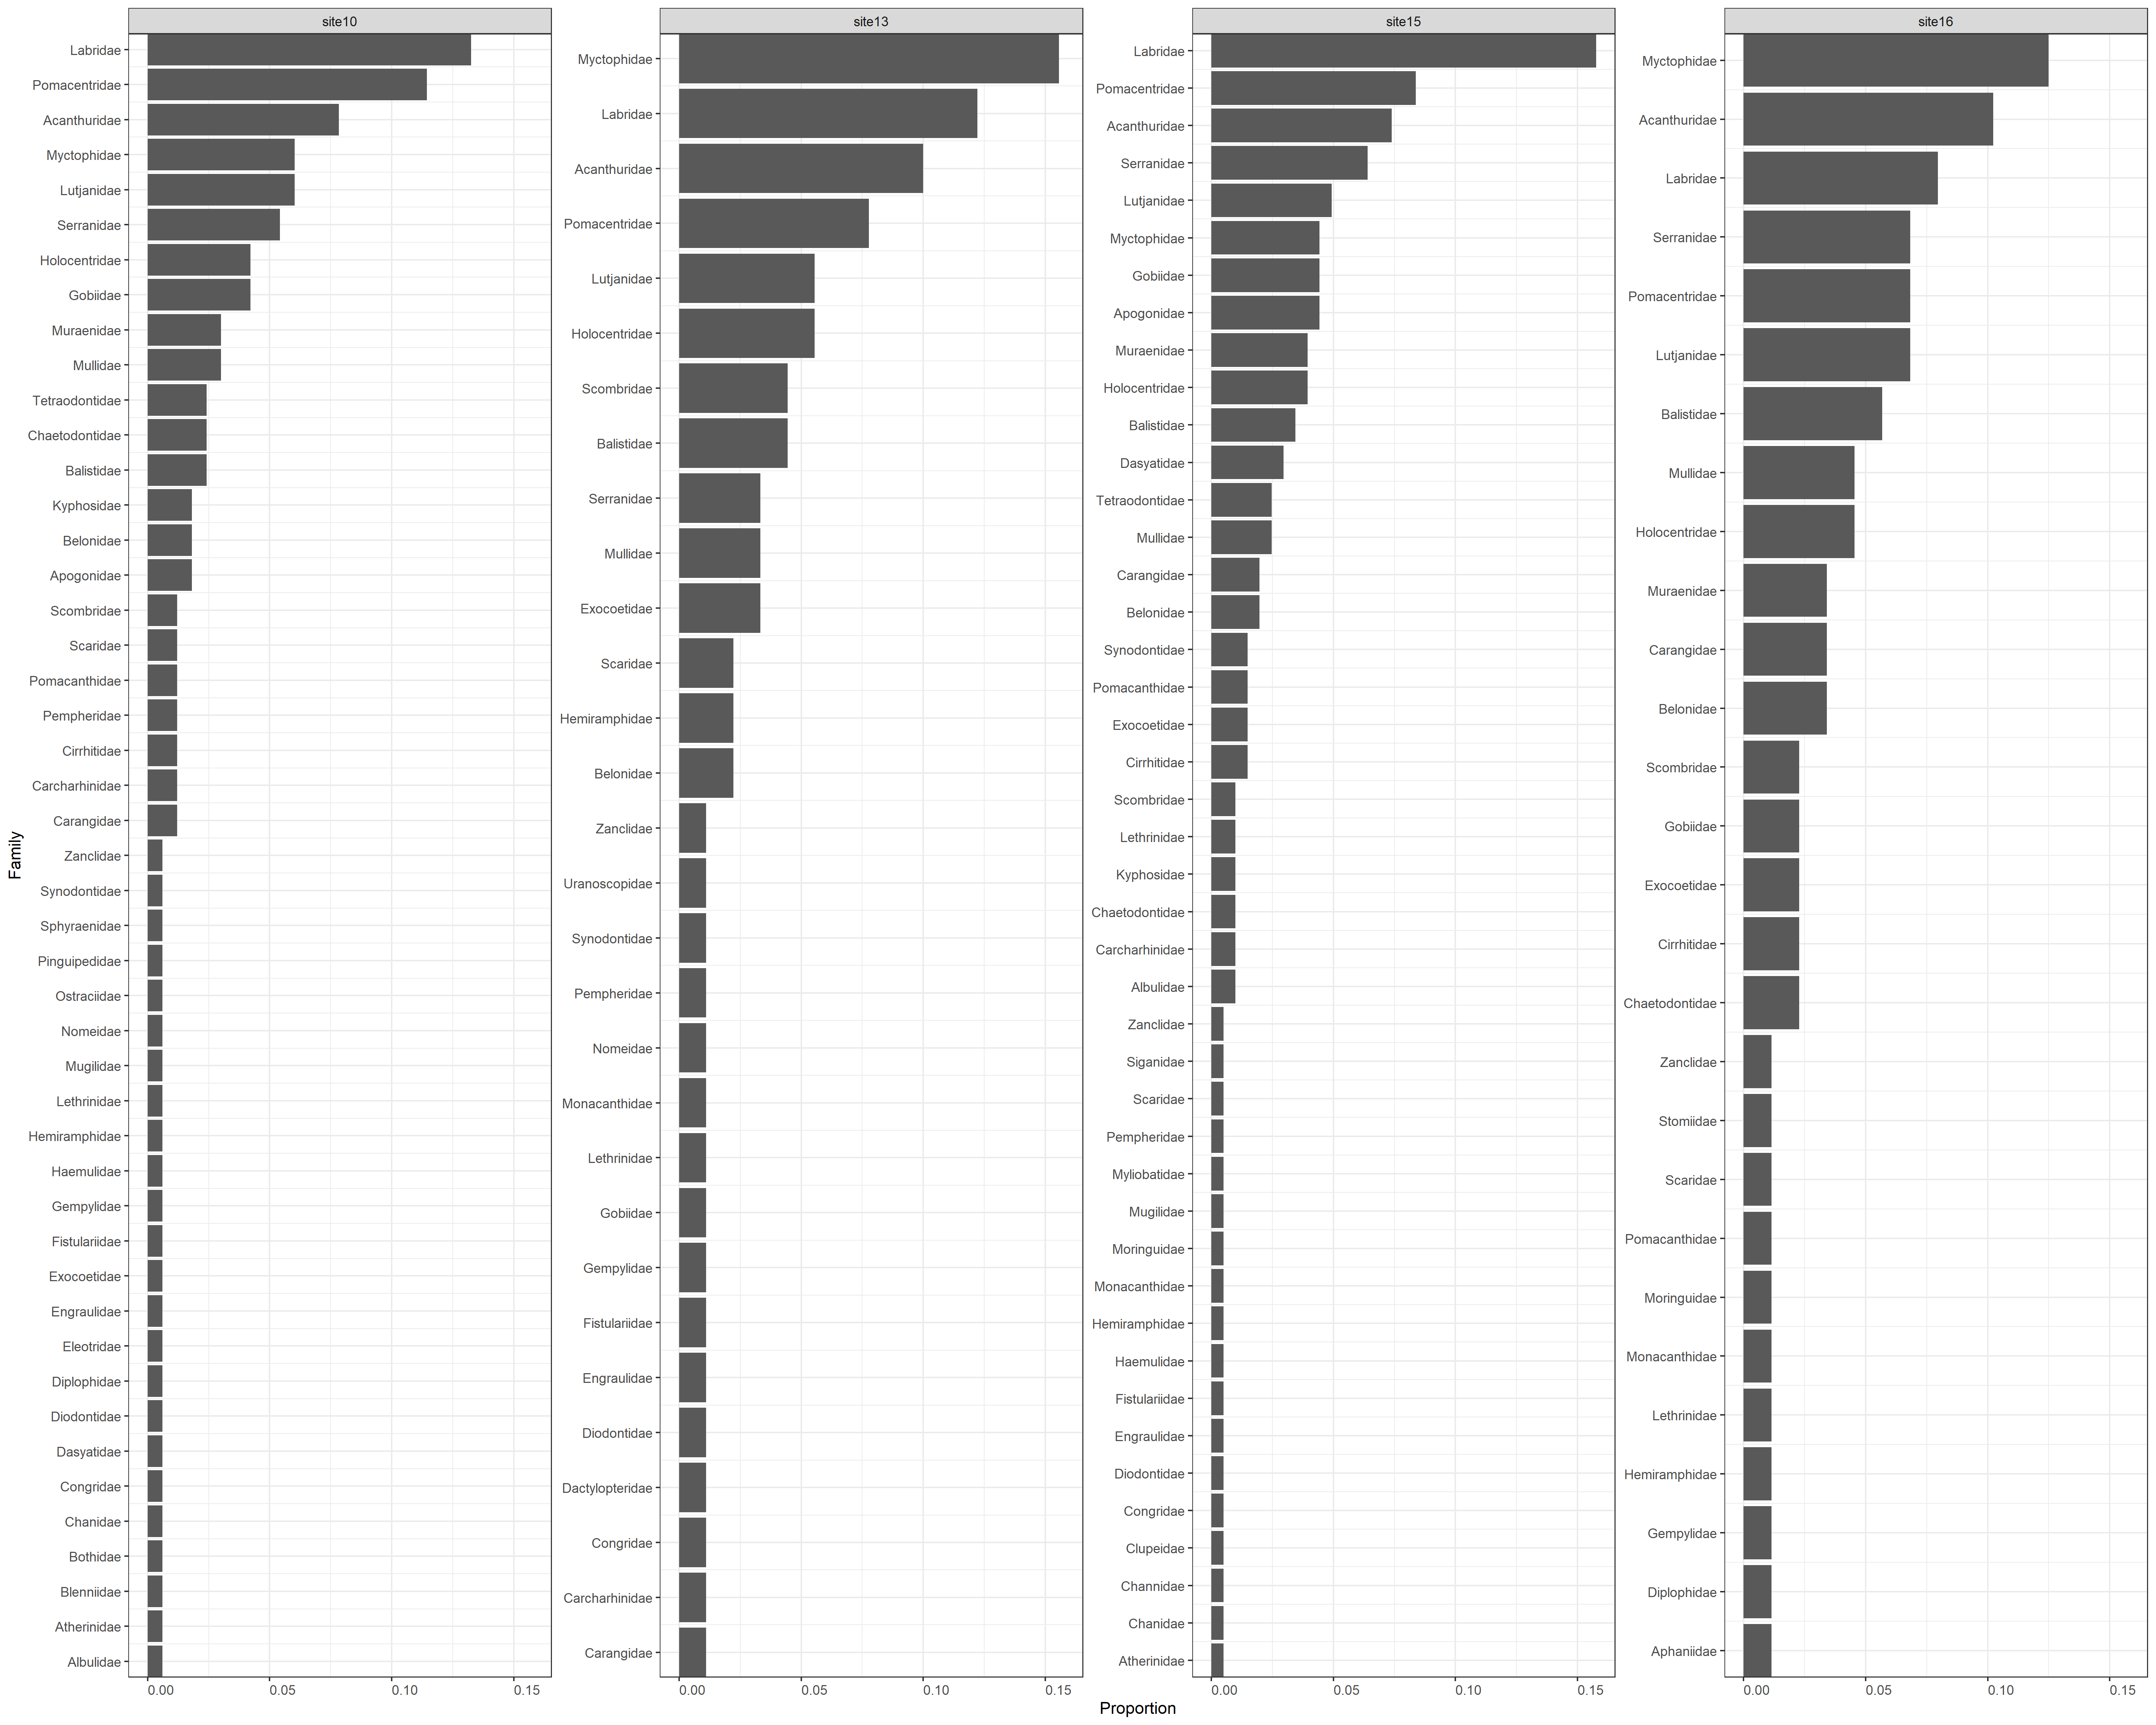 site10
Labridae
Pomacentridae
Acanthuridae
Myctophidae
Lutjanidae
Serranidae
Holocentridae
Gobiidae
Muraenidae
Mullidae
Tetraodontidae
Chaetodontidae
Balistidae
Kyphosidae
Belonidae
Apogonidae
Scombridae
Scaridae
Pomacanthidae
Pempheridae
Cirrhitidae
Carcharhinidae
Carangidae
Zanclidae
Synodontidae
Sphyraenidae
Pinguipedidae
Ostraciidae
Nomeidae
Mugilidae
Lethrinidae
Hemiramphidae
Haemulidae
Gempylidae
Fistulariidae
Exocoetidae
Engraulidae
Eleotridae
Diplophidae
Diodontidae
Dasyatidae
Congridae
Chanidae
Bothidae
Blenniidae
Atherinidae
Albulidae
0.00 0.05 0.10 0.15
site13
Myctophidae
Labridae
Acanthuridae
Pomacentridae
Lutjanidae
Holocentridae
Scombridae
Balistidae
Serranidae
Mullidae
Exocoetidae
Scaridae
Hemiramphidae
Belonidae
Zanclidae
Uranoscopidae
Synodontidae
Pempheridae
Nomeidae
Monacanthidae
Lethrinidae
Gobiidae
Gempylidae
Fistulariidae
Engraulidae
Diodontidae
Dactylopteridae
Congridae
Carcharhinidae
Carangidae
0.00 0.05 0.10 0.15
site15
Labridae
Pomacentridae
Acanthuridae
Serranidae
Lutjanidae
Myctophidae
Gobiidae
Apogonidae
Muraenidae
Holocentridae
Balistidae
Dasyatidae
Tetraodontidae
Mullidae
Carangidae
Belonidae
Synodontidae
Pomacanthidae
Exocoetidae
Cirrhitidae
Scombridae
Lethrinidae
Kyphosidae
Chaetodontidae
Carcharhinidae
Albulidae
Zanclidae
Siganidae
Scaridae
Pempheridae
Myliobatidae
Mugilidae
Moringuidae
Monacanthidae
Hemiramphidae
Haemulidae
Fistulariidae
Engraulidae
Diodontidae
Congridae
Clupeidae
Channidae
Chanidae
Atherinidae
0.00 0.05 0.10 0.15
site16
Myctophidae
Acanthuridae
Labridae
Serranidae
Pomacentridae
Lutjanidae
Balistidae
Mullidae
Holocentridae
Muraenidae
Carangidae
Belonidae
Scombridae
Gobiidae
Exocoetidae
Cirrhitidae
Chaetodontidae
Zanclidae
Stomiidae
Scaridae
Pomacanthidae
Moringuidae
Monacanthidae
Lethrinidae
Hemiramphidae
Gempylidae
Diplophidae
Aphaniidae
0.00 0.05 0.10 0.15
Family
Proportion